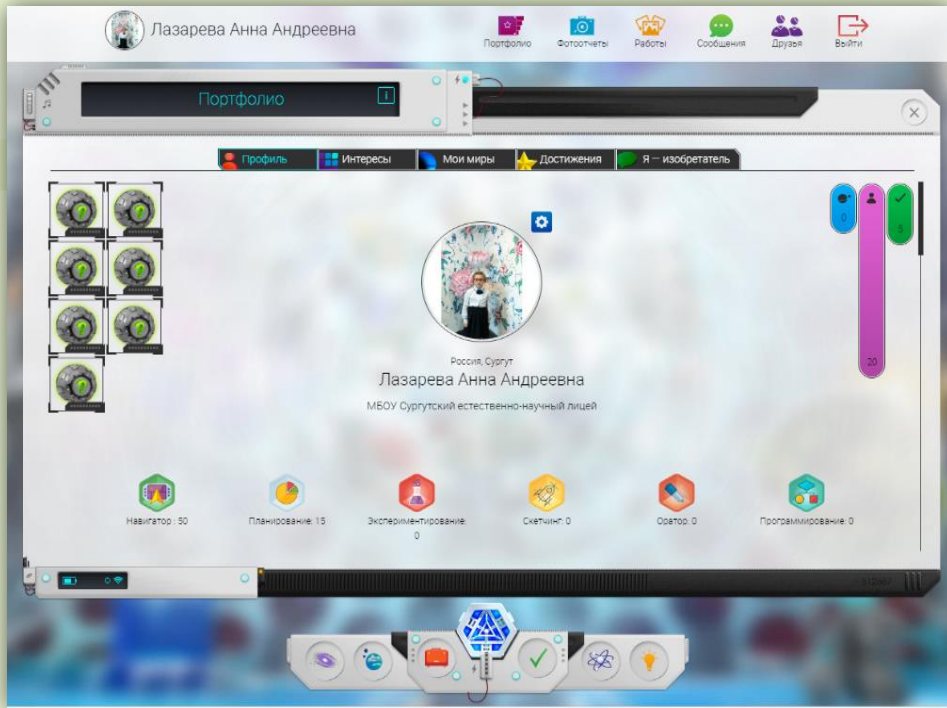 Лазарева Анна Андреевна
Портфолио
Фотоотчеты
Работы
Сообщения
Друзья
Выйти
Портфолио
i
Профиль
Интересы
Мои миры
Достижения
Я – изобретатель
0
5
20
Россия, Сургут
Лазарева Анна Андреевна
МБОУ Сургутский естественно-научный лицей
Навигатор : 50
Планирование: 15
Экспериментирование:
0
Скетчинг: 0
Оратор: 0
Программирование: 0